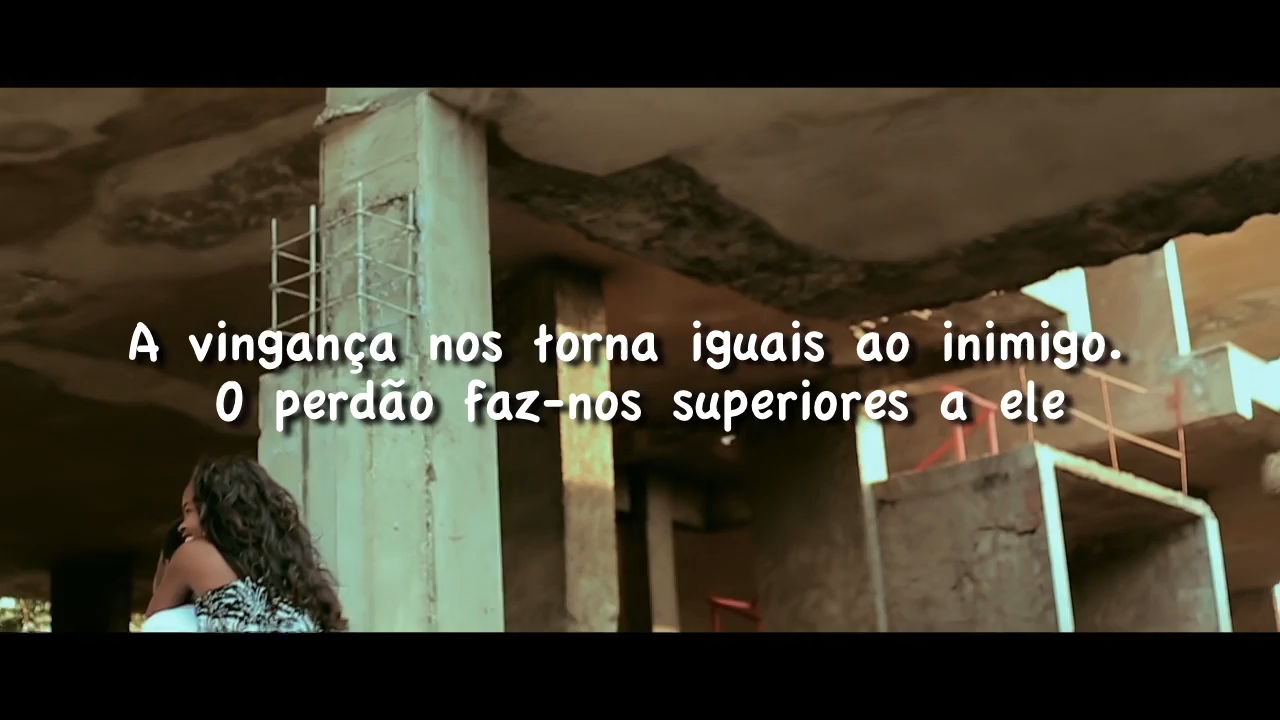 A vingança nos torna iguais ao inimigo.
O perdão faz-nos superiores a ele